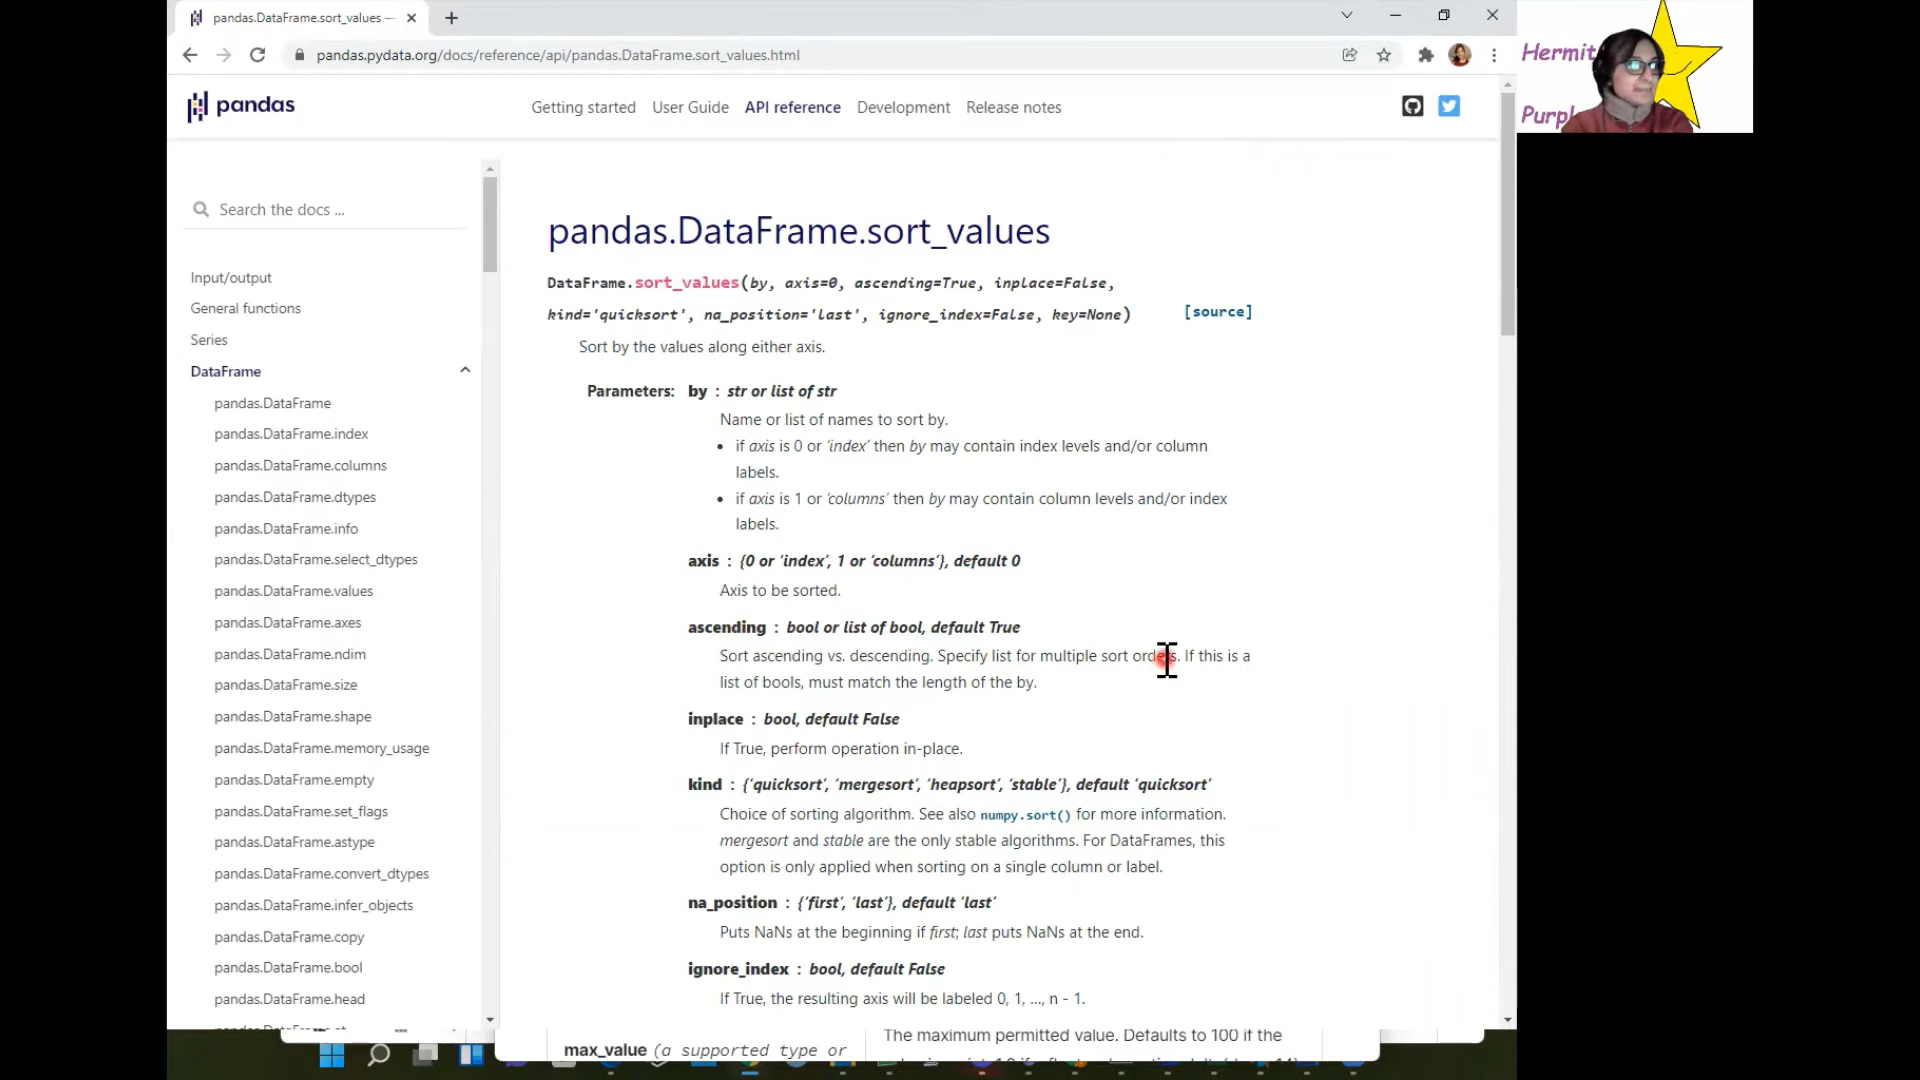 pandas.DataFrame.sort_values —
pandas.pydata.org/docs/reference/api/pandas.DataFrame.sort_values.html
Hermit
Purpl
pandas
Getting started User Guide API reference Development Release notes
Search the docs ...
Input/output
General functions
Series
DataFrame
pandas.DataFrame
pandas.DataFrame.index
pandas.DataFrame.columns
pandas.DataFrame.dtypes
pandas.DataFrame.info
pandas.DataFrame.select_dtypes
pandas.DataFrame.values
pandas.DataFrame.axes
pandas.DataFrame.ndim
pandas.DataFrame.size
pandas.DataFrame.shape
pandas.DataFrame.memory_usage
pandas.DataFrame.empty
pandas.DataFrame.set_flags
pandas.DataFrame.astype
pandas.DataFrame.convert_dtypes
pandas.DataFrame.infer_objects
pandas.DataFrame.copy
pandas.DataFrame.bool
pandas.DataFrame.head
pandas.DataFrame.sort_values
DataFrame.sort_values(by, axis=0, ascending=True, inplace=False,
kind='quicksort', na_position='last', ignore_index=False, key=None) [source]
Sort by the values along either axis.
Parameters: by : str or list of str
Name or list of names to sort by.
• if axis is 0 or ‘index’ then by may contain index levels and/or column
labels.
• if axis is 1 or ‘columns’ then by may contain column levels and/or index
labels.
axis : {0 or ‘index’, 1 or ‘columns’}, default 0
Axis to be sorted.
ascending : bool or list of bool, default True
Sort ascending vs. descending. Specify list for multiple sort orders. If this is a
list of bools, must match the length of the by.
inplace : bool, default False
If True, perform operation in-place.
kind : {‘quicksort’, ‘mergesort’, ‘heapsort’, ‘stable’}, default ‘quicksort’
Choice of sorting algorithm. See also numpy.sort() for more information.
mergesort and stable are the only stable algorithms. For DataFrames, this
option is only applied when sorting on a single column or label.
na_position : {‘first’, ‘last’}, default ‘last’
Puts NaNs at the beginning if first; last puts NaNs at the end.
ignore_index : bool, default False
If True, the resulting axis will be labeled 0, 1, …, n - 1.
The maximum permitted value. Defaults to 100 if the
max_value (a supported type or